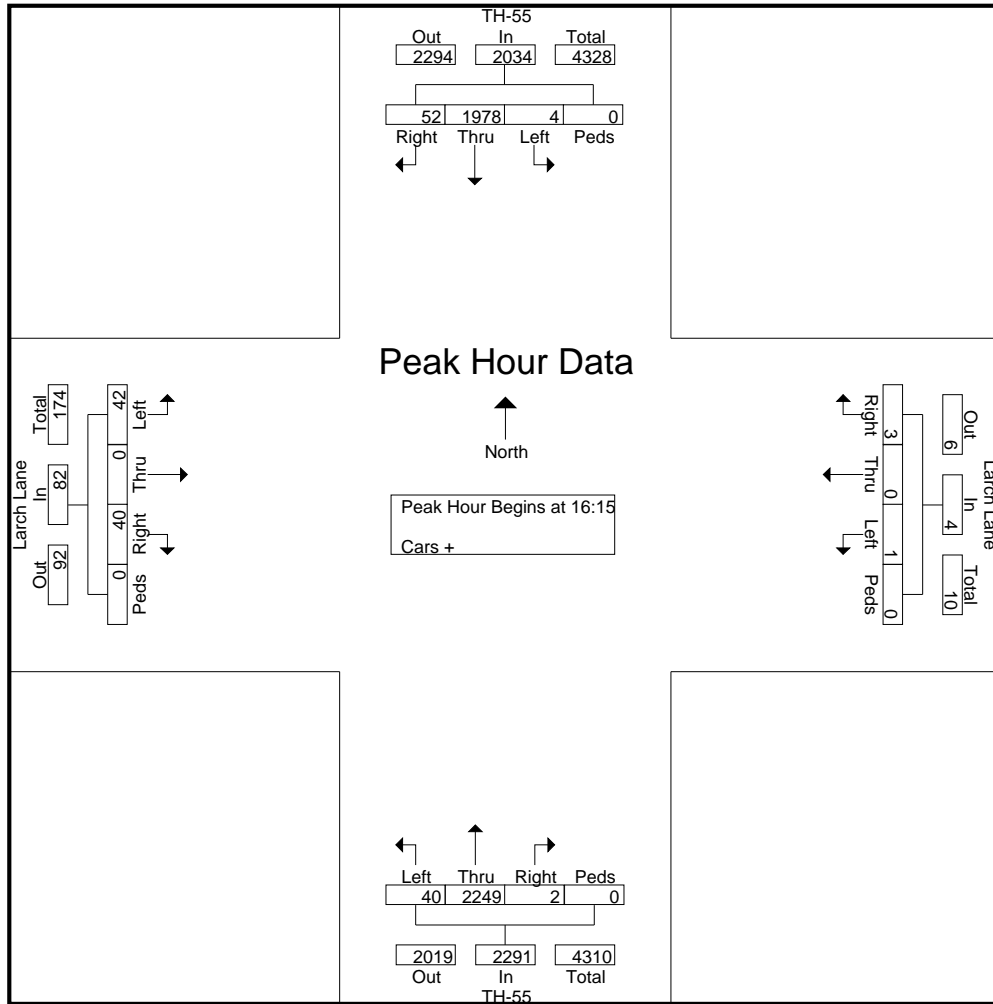 TH-55
Out In Total
2294 2034 4328
52 1978 4 0
Right Thru Left Peds
Peak Hour Data
North
Peak Hour Begins at 16:15
Cars +
Larch Lane
Total In Out
174 82 92
42 0 40 0
Left Thru Right Peds
Larch Lane
Out In Total
6 4 10
3 0 1 0
Right Thru Left Peds
Left Thru Right Peds
40 2249 2 0
2019 2291 4310
Out In Total
TH-55